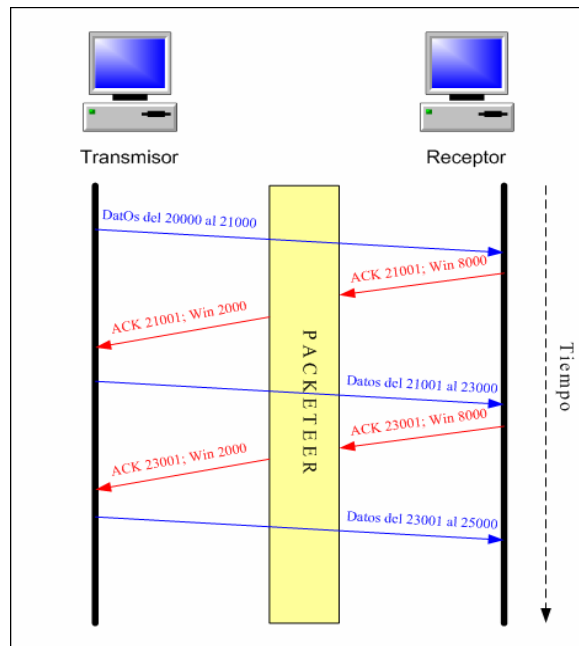 Transmisor
Receptor
DatOs del 20000 al 21000
ACK 21001; Win 8000
ACK 21001; Win 2000
Datos del 21001 al 23000
ACK 23001; Win 8000
ACK 23001; Win 2000
Datos del 23001 al 25000
PACKETEER
Tiempo